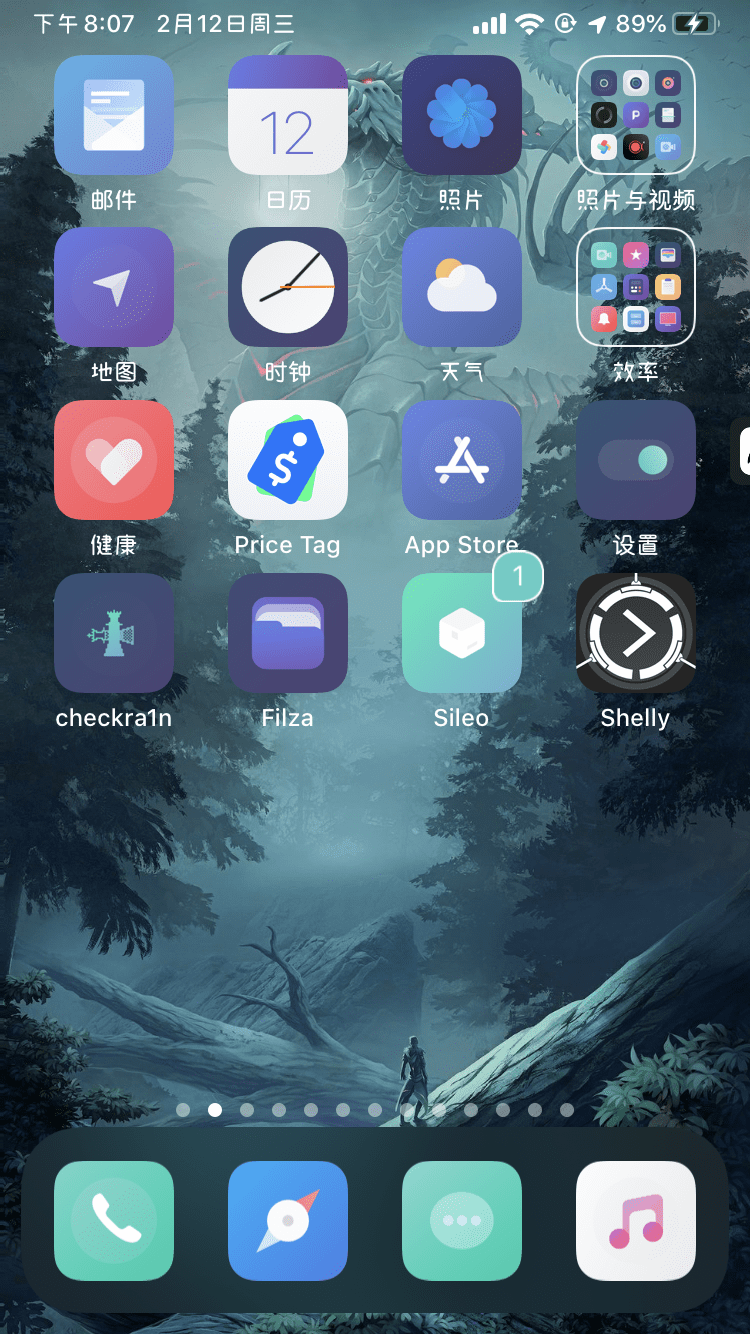 下午8:07 2月12日周三 89%
12
邮件 日历 照片 照片与视频
地图 时钟 天气 效率
健康 Price Tag App Store 设置
1
checkra1n Filza Sileo Shelly